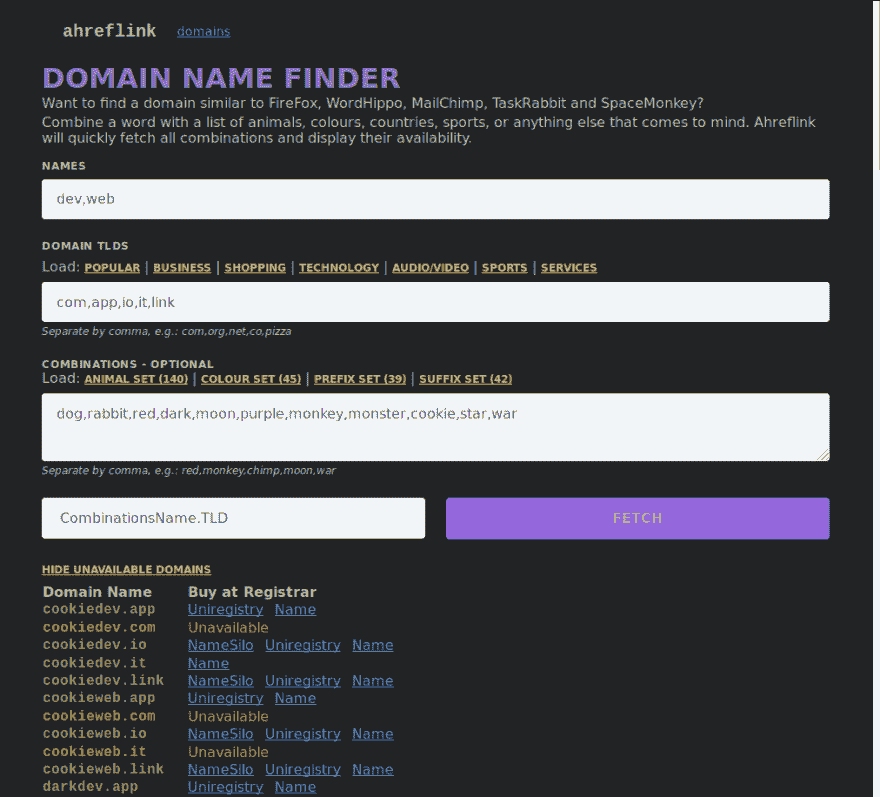 ahreflink domains
DOMAIN NAME FINDER
Want to find a domain similar to FireFox, WordHippo, MailChimp, TaskRabbit and SpaceMonkey?
Combine a word with a list of animals, colours, countries, sports, or anything else that comes to mind. Ahreflink
will quickly fetch all combinations and display their availability.
NAMES
dev,web
DOMAIN TLDS
Load: POPULAR | BUSINESS | SHOPPING | TECHNOLOGY | AUDIO/VIDEO | SPORTS | SERVICES
com,app,io,it,link
Separate by comma, e.g.: com,org,net,co,pizza
COMBINATIONS - OPTIONAL
Load: ANIMAL SET (140) | COLOUR SET (45) | PREFIX SET (39) | SUFFIX SET (42)
dog,rabbit,red,dark,moon,purple,monkey,monster,cookie,star,war
Separate by comma, e.g.: red,monkey,chimp,moon,war
CombinationsName.TLD FETCH
HIDE UNAVAILABLE DOMAINS
Domain Name Buy at Registrar
cookiedev.app Uniregistry Name
cookiedev.com Unavailable
cookiedev.io NameSilo Uniregistry Name
cookiedev.it Name
cookiedev.link NameSilo Uniregistry Name
cookieweb.app Uniregistry Name
cookieweb.com Unavailable
cookieweb.io NameSilo Uniregistry Name
cookieweb.it Unavailable
cookieweb.link NameSilo Uniregistry Name
darkdev.app Uniregistry Name